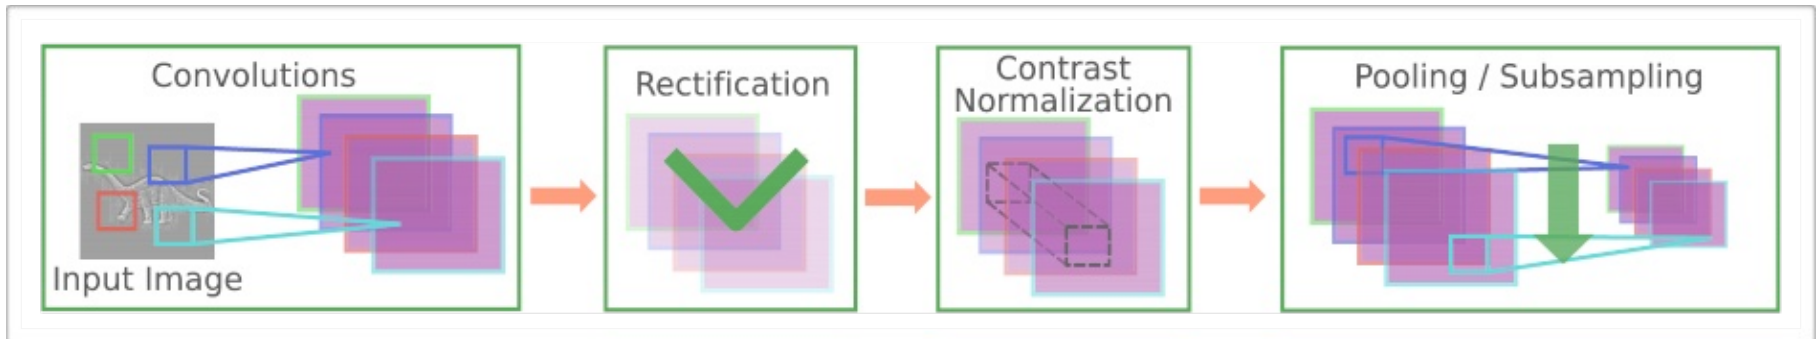 Convolutions
Input Image
Rectification
Contrast
Normalization
Pooling / Subsampling